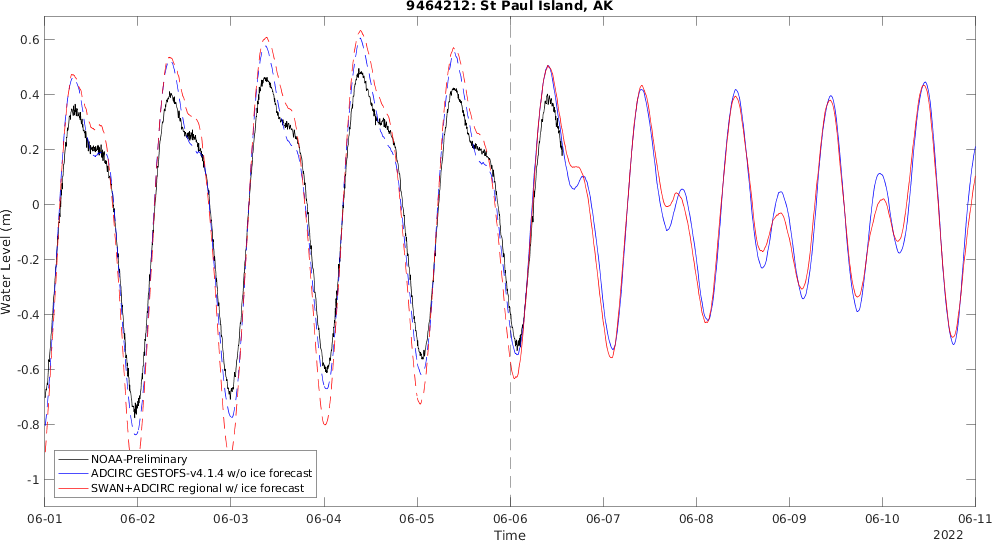 9464212: St Paul Island, AK
Water Level (m)
0.6
0.4
0.2
0
-0.2
-0.4
-0.6
-0.8
-1
NOAA-Preliminary
ADCIRC GESTOFS-v4.1.4 w/o ice forecast
SWAN+ADCIRC regional w/ ice forecast
06-01 06-02 06-03 06-04 06-05 06-06 06-07 06-08 06-09 06-10 06-11
Time
2022